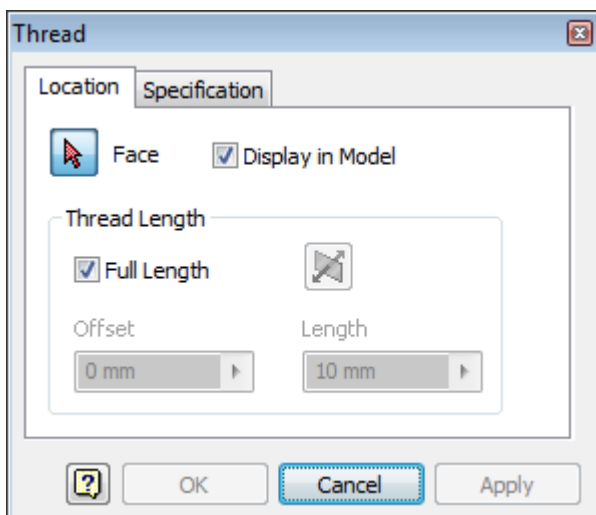 Thread
Location Specification
Face Display in Model
Thread Length
Full Length
Offset Length
0 mm 10 mm
OK Cancel Apply